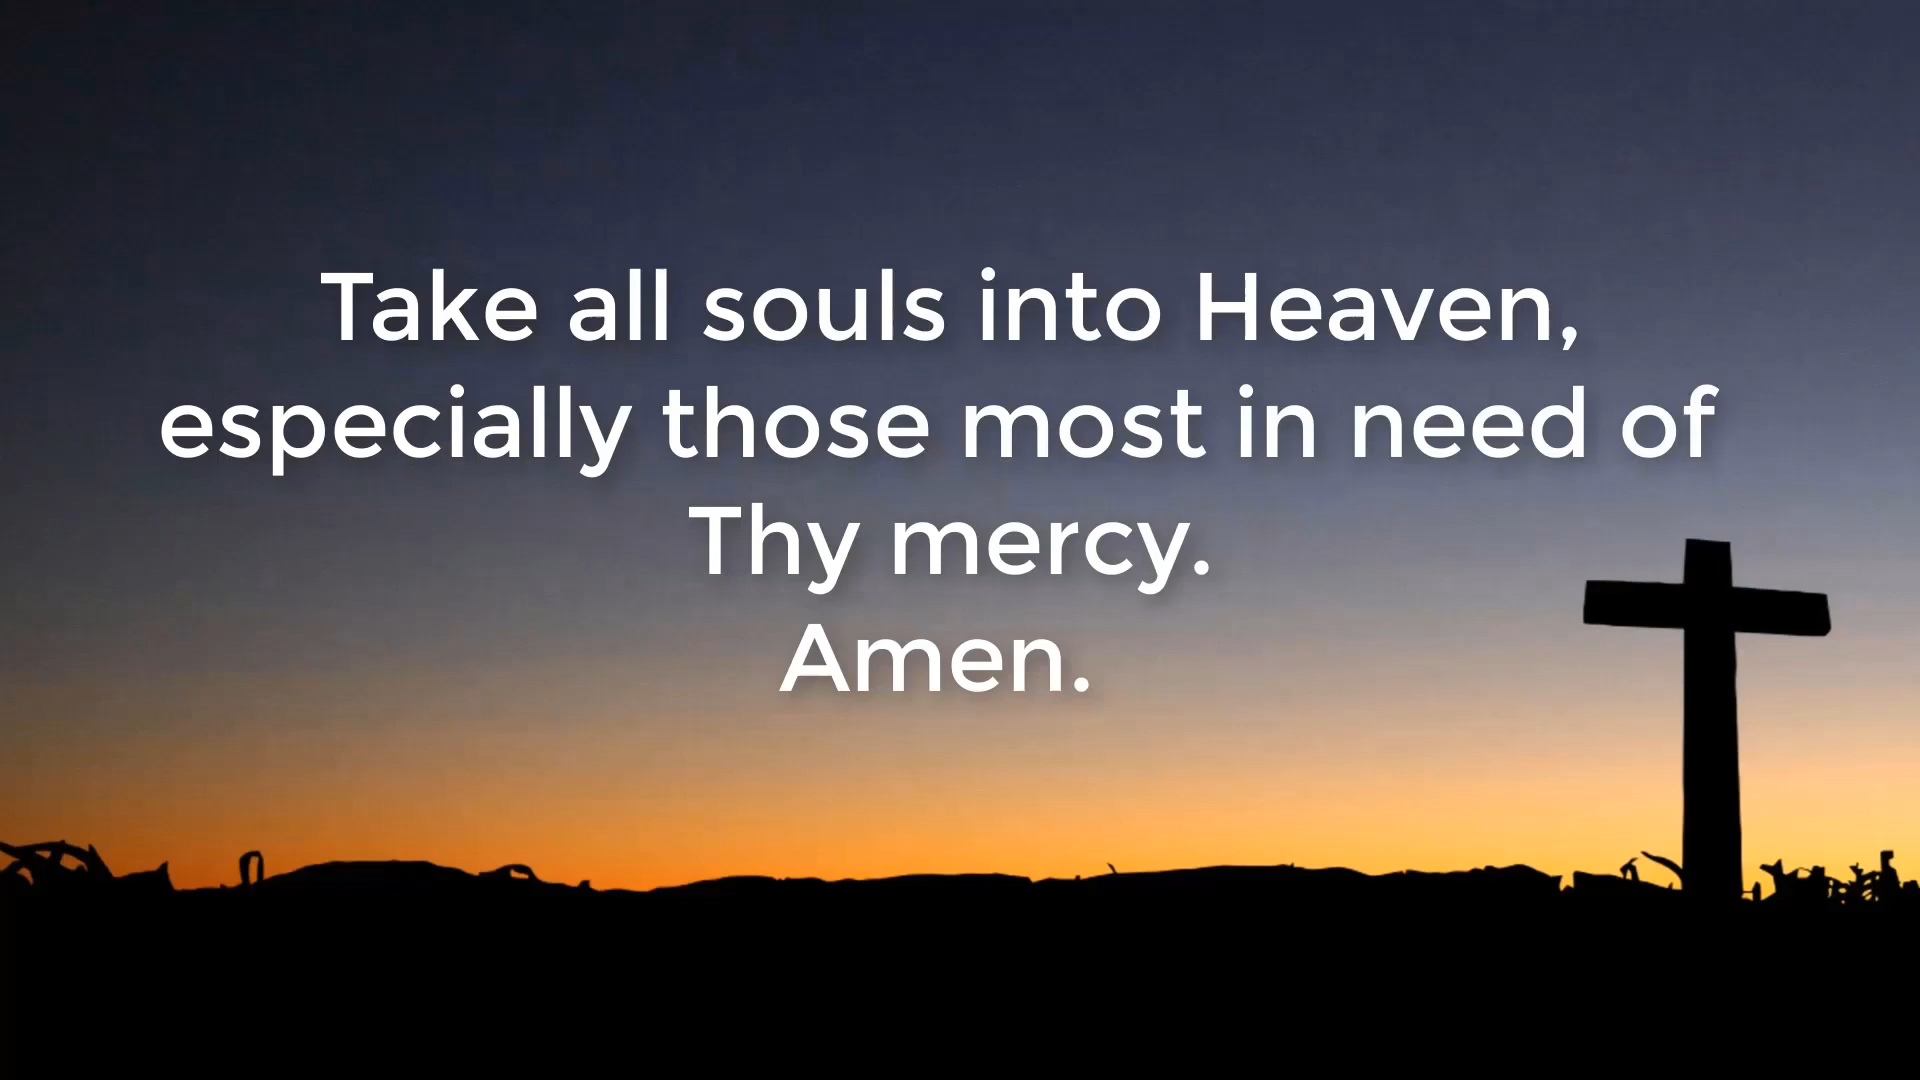 Take all souls into Heaven,
especially those most in need of
Thy mercy.
Amen.